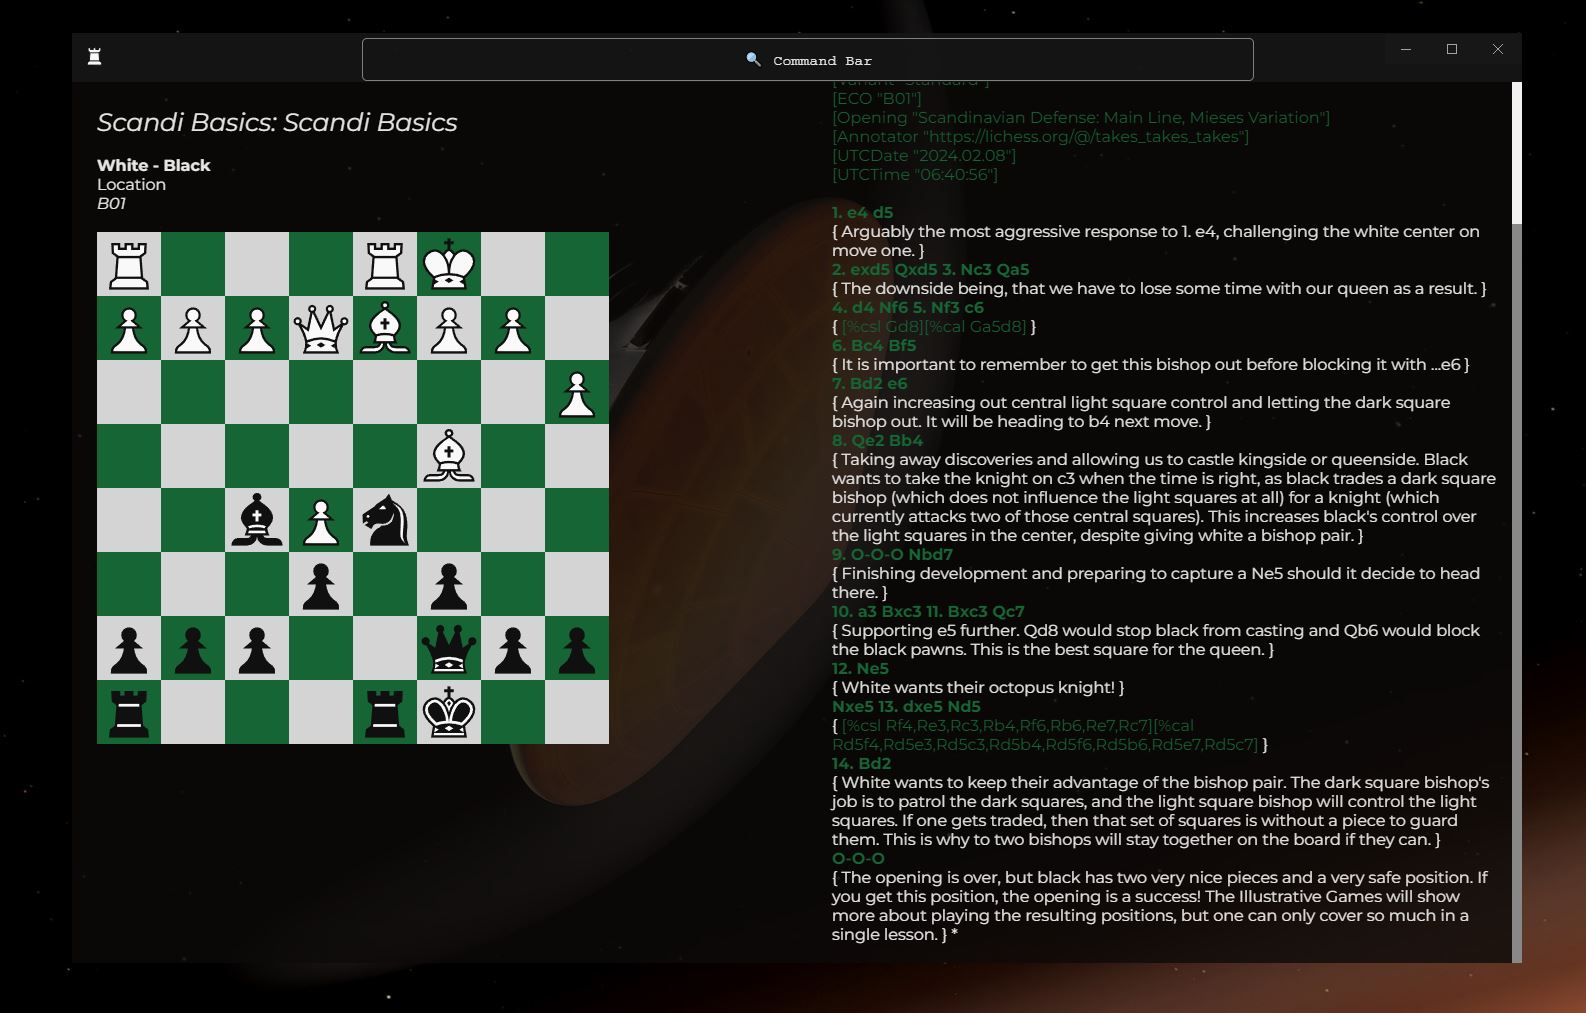 Command Bar
Scandi Basics: Scandi Basics
White - Black
Location
B01
[Variant "Standard"]
[ECO "B01"]
[Opening "Scandinavian Defense: Main Line, Mieses Variation"]
[Annotator "https://lichess.org/@/takes_takes_takes"]
[UTCDate "2024.02.08"]
[UTCTime "06:40:56"]
1. e4 d5
{ Arguably the most aggressive response to 1. e4, challenging the white center on
move one. }
2. exd5 Qxd5 3. Nc3 Qa5
{ The downside being, that we have to lose some time with our queen as a result. }
4. d4 Nf6 5. Nf3 c6
{ [%csl Gd8][%cal Ga5d8] }
6. Bc4 Bf5
{ It is important to remember to get this bishop out before blocking it with ...e6 }
7. Bd2 e6
{ Again increasing out central light square control and letting the dark square
bishop out. It will be heading to b4 next move. }
8. Qe2 Bb4
{ Taking away discoveries and allowing us to castle kingside or queenside. Black
wants to take the knight on c3 when the time is right, as black trades a dark square
bishop (which does not influence the light squares at all) for a knight (which
currently attacks two of those central squares). This increases black's control over
the light squares in the center, despite giving white a bishop pair. }
9. O-O-O Nbd7
{ Finishing development and preparing to capture a Ne5 should it decide to head
there. }
10. a3 Bxc3 11. Bxc3 Qc7
{ Supporting e5 further. Qd8 would stop black from casting and Qb6 would block
the black pawns. This is the best square for the queen. }
12. Ne5
{ White wants their octopus knight! }
Nxe5 13. dxe5 Nd5
{ [%csl Rf4,Re3,Rc3,Rb4,Rf6,Rb6,Re7,Rc7][%cal
Rd5f4,Rd5e3,Rd5c3,Rd5b4,Rd5f6,Rd5b6,Rd5e7,Rd5c7] }
14. Bd2
{ White wants to keep their advantage of the bishop pair. The dark square bishop's
job is to patrol the dark squares, and the light square bishop will control the light
squares. If one gets traded, then that set of squares is without a piece to guard
them. This is why to two bishops will stay together on the board if they can. }
O-O-O
{ The opening is over, but black has two very nice pieces and a very safe position. If
you get this position, the opening is a success! The Illustrative Games will show
more about playing the resulting positions, but one can only cover so much in a
single lesson. } *